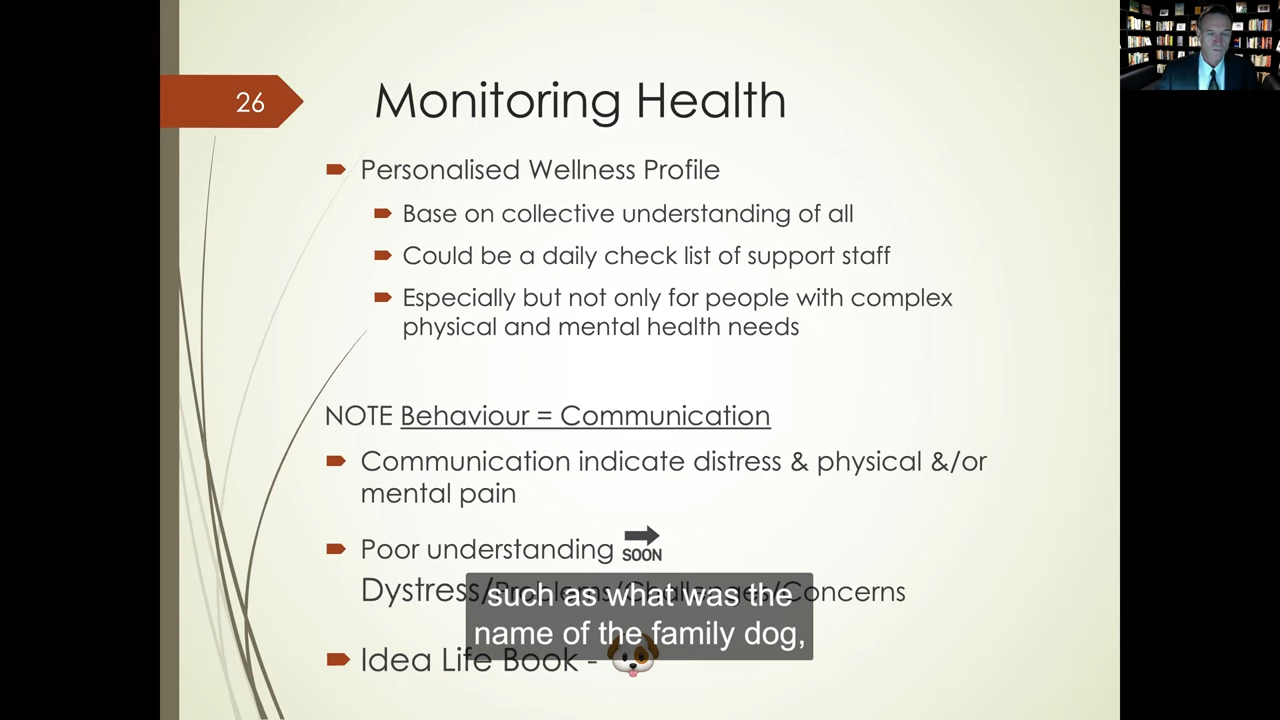 26
Monitoring Health
Personalised Wellness Profile
Base on collective understanding of all
Could be a daily check list of support staff
Especially but not only for people with complex
physical and mental health needs
NOTE Behaviour = Communication
Communication indicate distress & physical &/or
mental pain
Poor understanding SOON
Dystress/Problems/Challenges/Concerns
such as what was the
name of the family dog,
Idea Life Book -